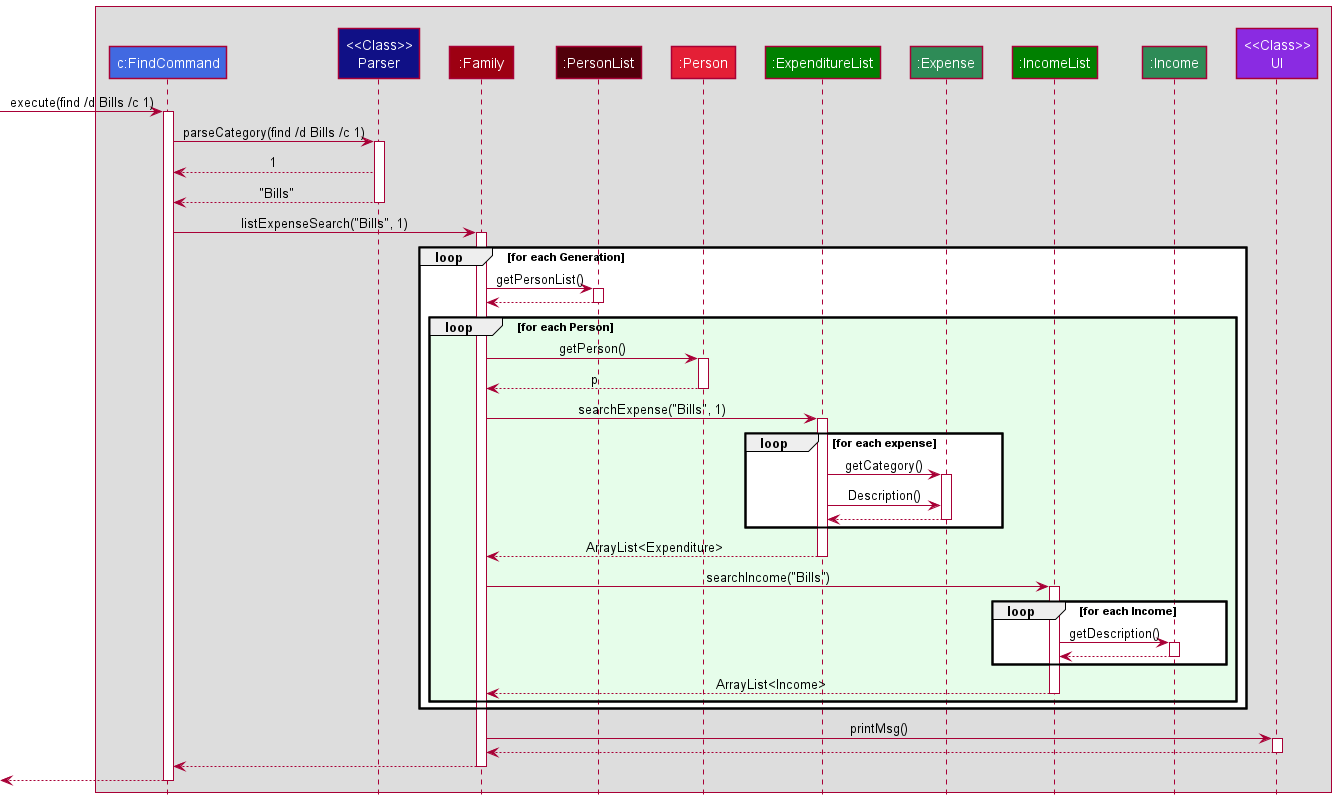 <<Class>>
<<Class>>
c:FindCommand
Parser
:Family
:PersonList
:Person
:ExpenditureList
:Expense
:IncomeList
:Income
UI
execute(find /d Bills /c 1)
parseCategory(find /d Bills /c 1)
1
"Bills"
listExpenseSearch("Bills", 1)
loop [for each Generation]
getPersonList()
loop [for each Person]
getPerson()
p
searchExpense("Bills", 1)
loop [for each expense]
getCategory()
Description()
ArrayList<Expenditure>
searchIncome("Bills")
loop [for each Income]
getDescription()
ArrayList<Income>
printMsg()